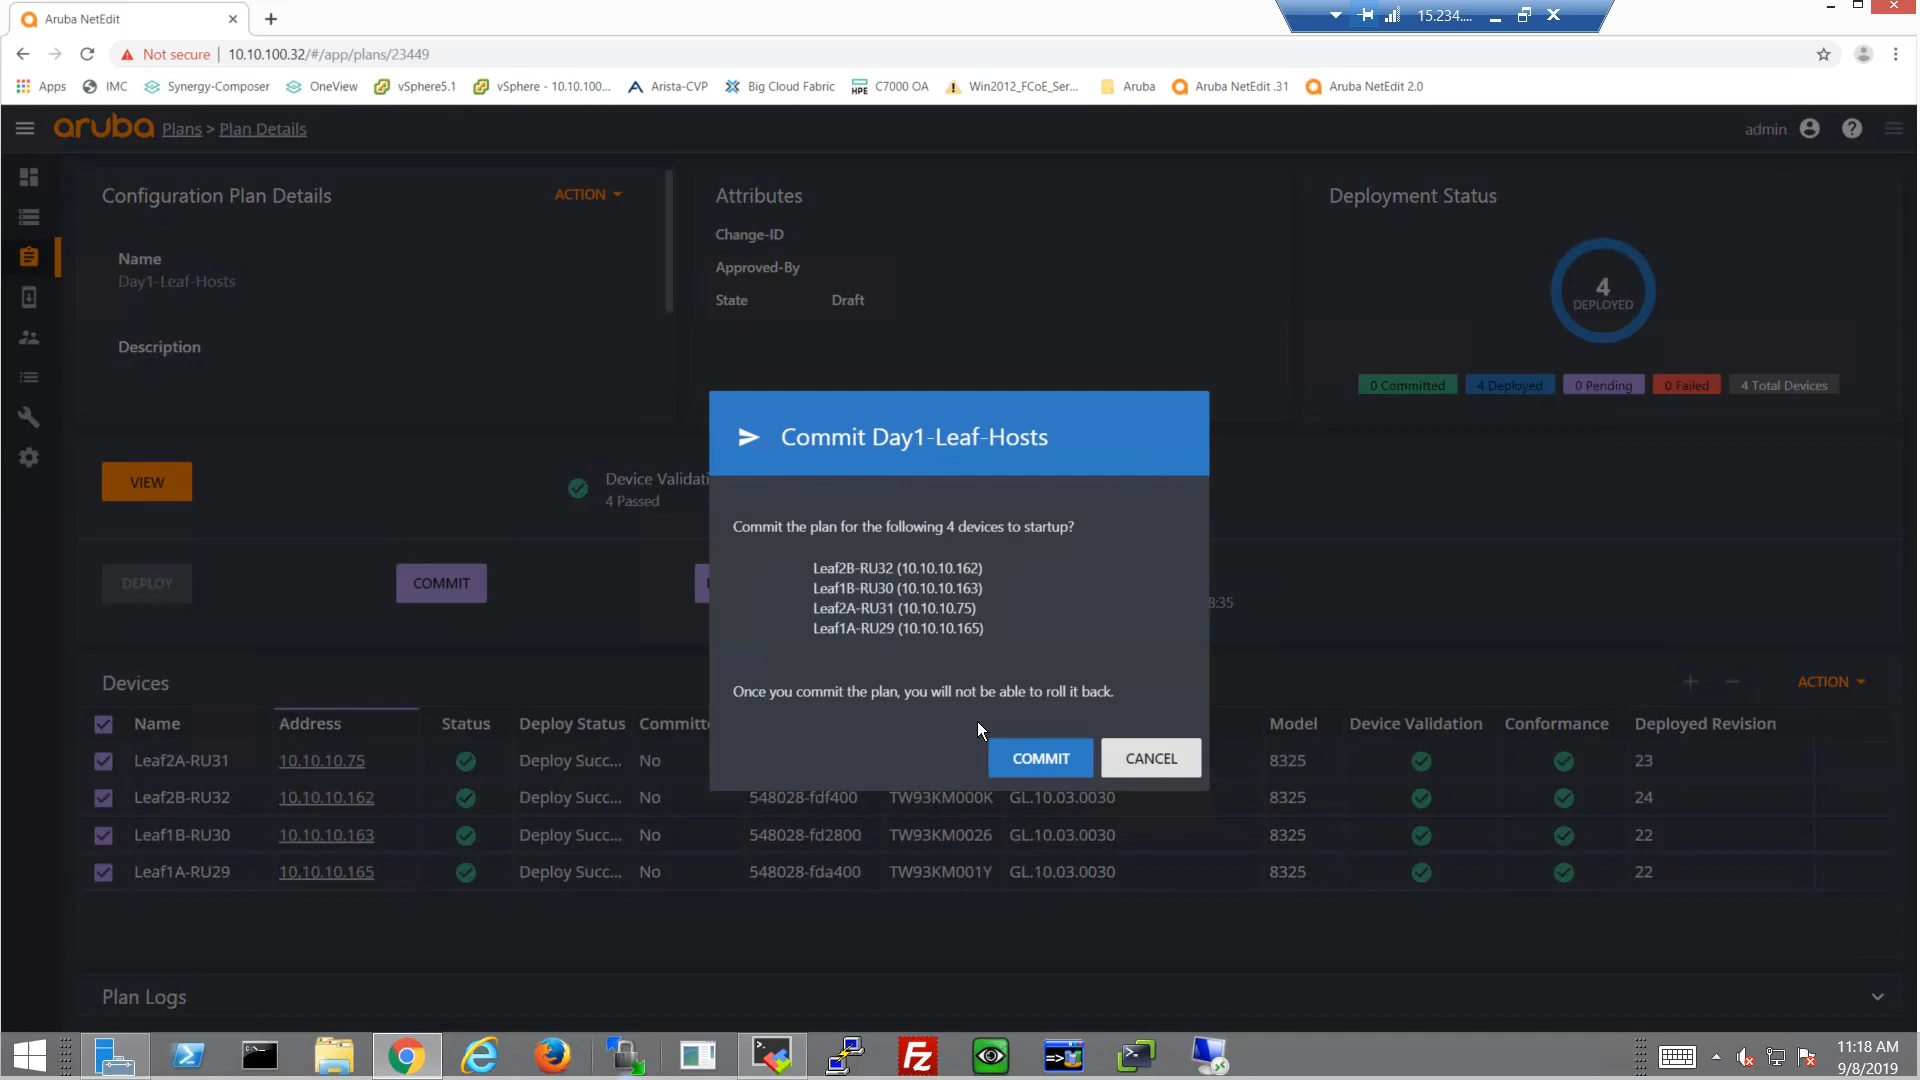 Aruba NetEdit
15.234....
Not secure | 10.10.100.32/#/app/plans/23449
Apps IMC Synergy-Composer OneView vSphere5.1 vSphere - 10.10.100... Arista-CVP Big Cloud Fabric HPE C7000 OA Win2012_FCoE_Ser... Aruba Aruba NetEdit .31 Aruba NetEdit 2.0
aruba Plans > Plan Details
admin
Configuration Plan Details
ACTION
Name
Day1-Leaf-Hosts
Description
Attributes
Change-ID
Approved-By
State Draft
Deployment Status
4
DEPLOYED
0 Committed 4 Deployed 0 Pending 0 Failed 4 Total Devices
VIEW
Device Validati
4 Passed
DEPLOY COMMIT
8:35
Commit Day1-Leaf-Hosts
Commit the plan for the following 4 devices to startup?
Leaf2B-RU32 (10.10.10.162)
Leaf1B-RU30 (10.10.10.163)
Leaf2A-RU31 (10.10.10.75)
Leaf1A-RU29 (10.10.10.165)
Once you commit the plan, you will not be able to roll it back.
COMMIT CANCEL
Devices
ACTION
Name Address Status Deploy Status Committ Model Device Validation Conformance Deployed Revision
Leaf2A-RU31 10.10.10.75 Deploy Succ... No 8325 23
Leaf2B-RU32 10.10.10.162 Deploy Succ... No 548028-fdf400 TW93KM000K GL.10.03.0030 8325 24
Leaf1B-RU30 10.10.10.163 Deploy Succ... No 548028-fd2800 TW93KM0026 GL.10.03.0030 8325 22
Leaf1A-RU29 10.10.10.165 Deploy Succ... No 548028-fda400 TW93KM001Y GL.10.03.0030 8325 22
Plan Logs
11:18 AM
9/8/2019